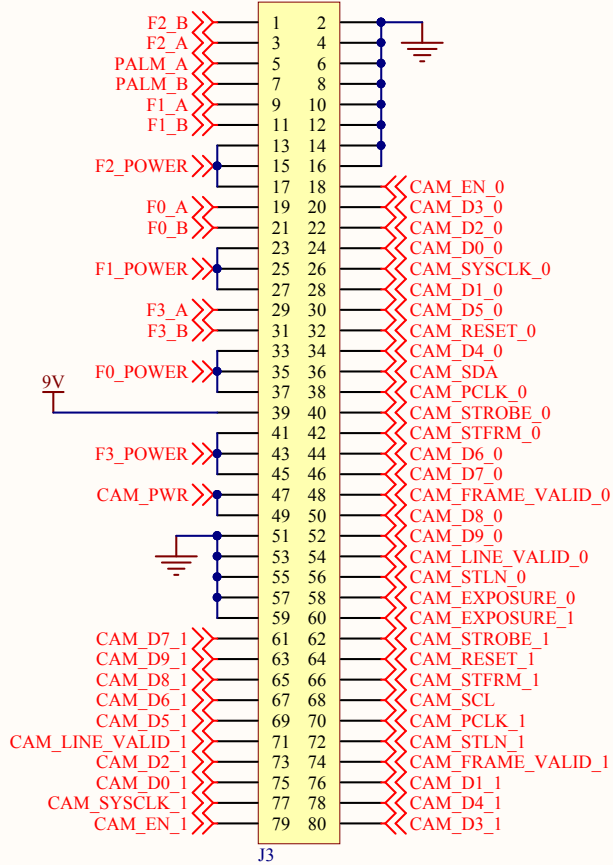 F2_B 1 2
F2_A 3 4
PALM_A 5 6
PALM_B 7 8
F1_A 9 10
F1_B 11 12
13 14
F2_POWER 15 16
17 18 CAM_EN_0
F0_A 19 20 CAM_D3_0
F0_B 21 22 CAM_D2_0
23 24 CAM_D0_0
F1_POWER 25 26 CAM_SYSCLK_0
27 28 CAM_D1_0
F3_A 29 30 CAM_D5_0
F3_B 31 32 CAM_RESET_0
33 34 CAM_D4_0
F0_POWER 35 36 CAM_SDA
9V 37 38 CAM_PCLK_0
39 40 CAM_STROBE_0
41 42 CAM_STFRM_0
F3_POWER 43 44 CAM_D6_0
45 46 CAM_D7_0
CAM_PWR 47 48 CAM_FRAME_VALID_0
49 50 CAM_D8_0
51 52 CAM_D9_0
53 54 CAM_LINE_VALID_0
55 56 CAM_STLN_0
57 58 CAM_EXPOSURE_0
59 60 CAM_EXPOSURE_1
CAM_D7_1 61 62 CAM_STROBE_1
CAM_D9_1 63 64 CAM_RESET_1
CAM_D8_1 65 66 CAM_STFRM_1
CAM_D6_1 67 68 CAM_SCL
CAM_D5_1 69 70 CAM_PCLK_1
CAM_LINE_VALID_1 71 72 CAM_STLN_1
CAM_D2_1 73 74 CAM_FRAME_VALID_1
CAM_D0_1 75 76 CAM_D1_1
CAM_SYSCLK_1 77 78 CAM_D4_1
CAM_EN_1 79 80 CAM_D3_1
J3